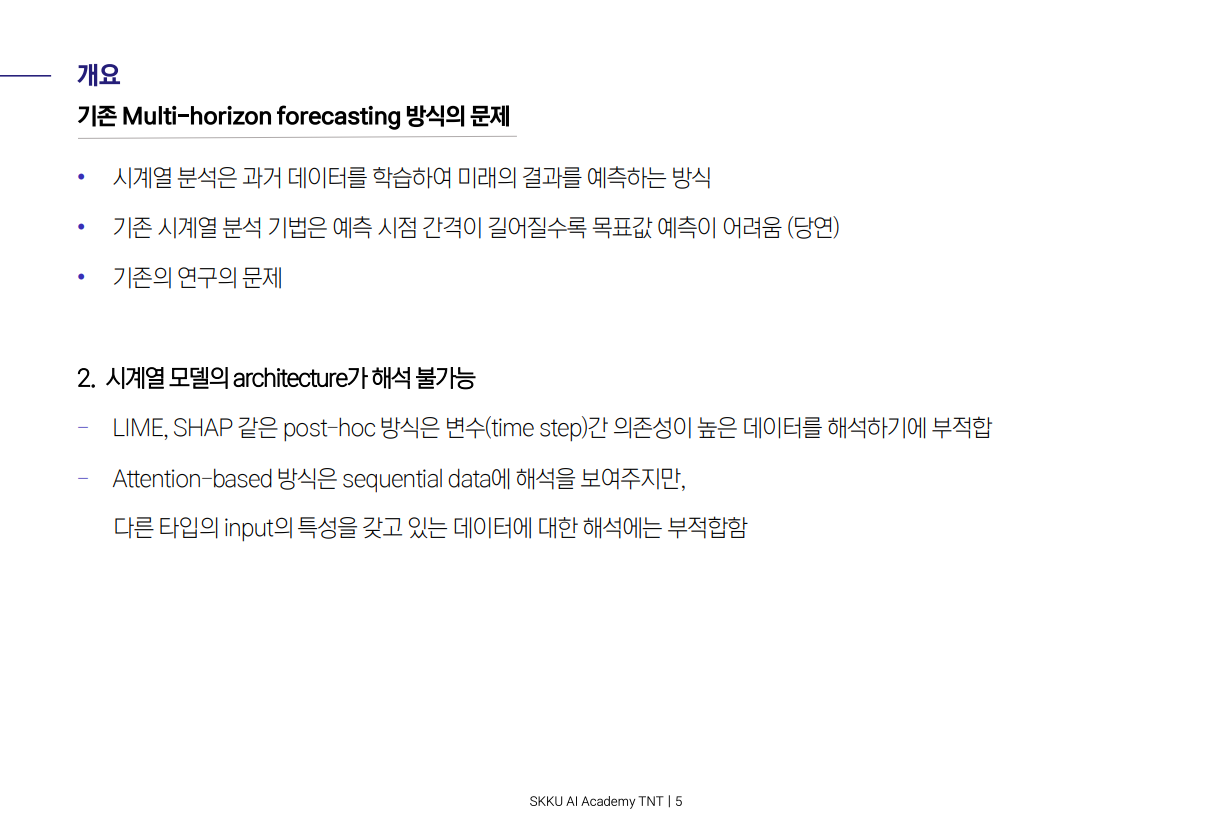 개요
기존 Multi-horizon forecasting 방식의 문제
• 시계열 분석은 과거 데이터를 학습하여 미래의 결과를 예측하는 방식
• 기존 시계열 분석 기법은 예측 시점 간격이 길어질수록 목표값 예측이 어려움 (당연)
• 기존의 연구의 문제
2. 시계열 모델의 architecture가 해석 불가능
- LIME, SHAP 같은 post-hoc 방식은 변수(time step)간 의존성이 높은 데이터를 해석하기에 부적합
- Attention-based 방식은 sequential data에 해석을 보여주지만,
다른 타입의 input의 특성을 갖고 있는 데이터에 대한 해석에는 부적합함
SKKU AI Academy TNT | 5